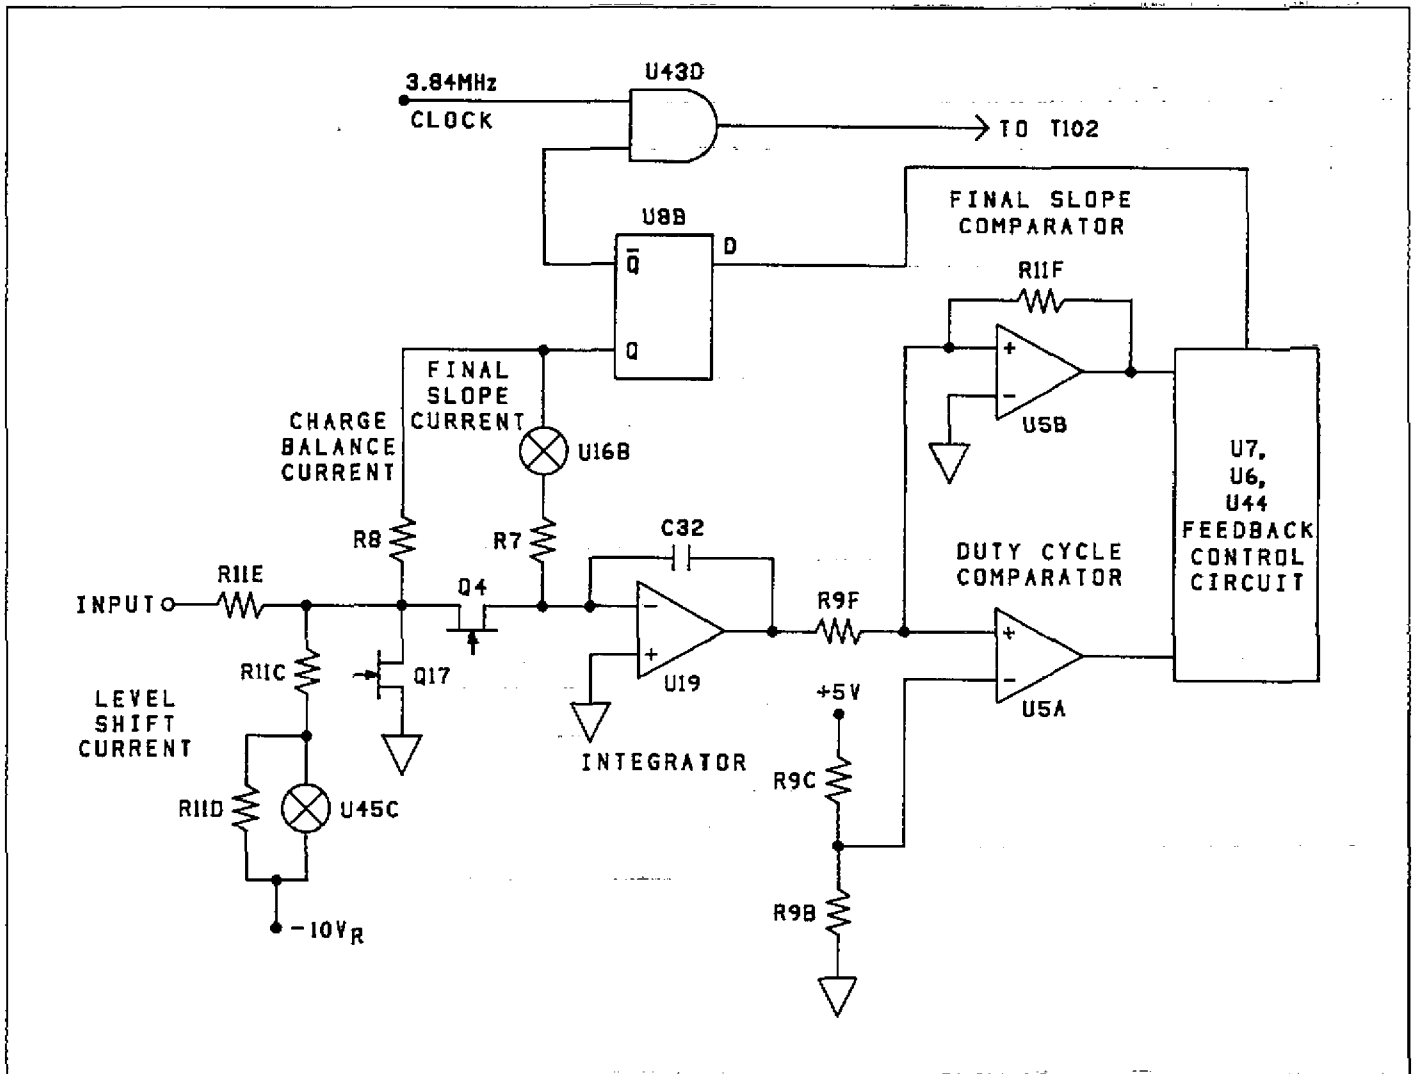 3.84MHz
CLOCK
U43D
TO T102
U8B
D
Q̅
Q
FINAL SLOPE
COMPARATOR
R11F
+
-
U5B
FINAL
SLOPE
CURRENT
CHARGE
BALANCE
CURRENT
U16B
U7,
U6,
U44
FEEDBACK
CONTROL
CIRCUIT
R8
R7
C32
DUTY CYCLE
COMPARATOR
INPUT
R11E
Q4
-
+
U19
R9F
+
-
U5A
R11C
Q17
LEVEL
SHIFT
CURRENT
INTEGRATOR
+5V
R9C
R11D
U45C
R9B
-10VR